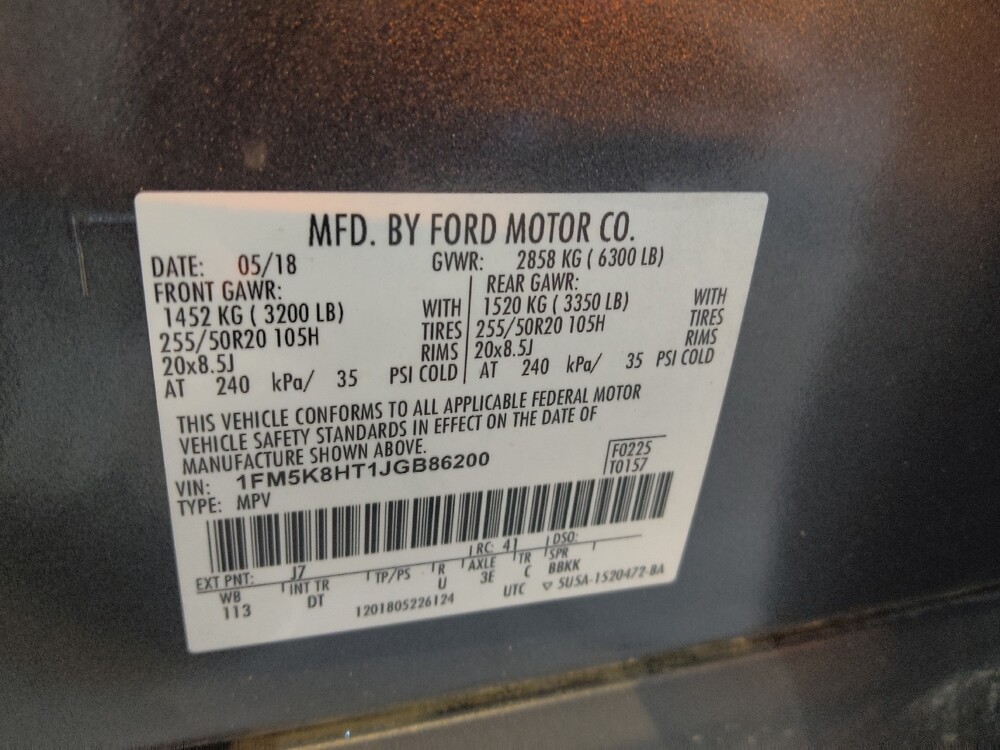 MFD. BY FORD MOTOR CO.
DATE: 05/18 GVWR: 2858 KG ( 6300 LB)
FRONT GAWR: REAR GAWR:
1452 KG ( 3200 LB) WITH 1520 KG ( 3350 LB) WITH
255/50R20 105H TIRES 255/50R20 105H TIRES
20x8.5J RIMS 20x8.5J RIMS
AT 240 kPa/ 35 PSI COLD AT 240 kPa/ 35 PSI COLD
THIS VEHICLE CONFORMS TO ALL APPLICABLE FEDERAL MOTOR
VEHICLE SAFETY STANDARDS IN EFFECT ON THE DATE OF
MANUFACTURE SHOWN ABOVE.
VIN: 1FM5K8HT1JGB86200 F0225
TYPE: MPV T0157
EXT PNT: J7 RC: 41 DSO:
WB INT TR TP/PS R AXLE TR SPR
113 DT U 3E C BBKK
1201805226124 UTC ▽ 5U5A-1520472-BA